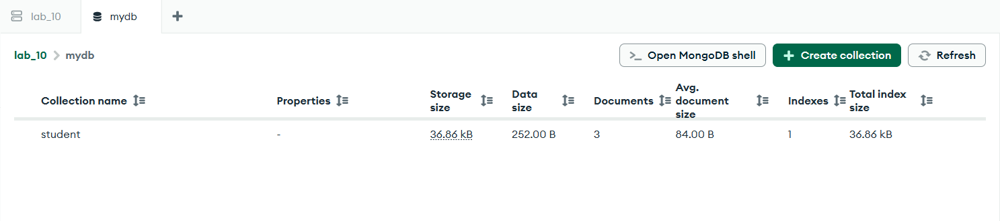 lab_10 mydb
lab_10 mydb Open MongoDB shell Create collection Refresh
Collection name Properties Storage size Data size Documents Avg. document size Indexes Total index size
student - 36.86 kB 252.00 B 3 84.00 B 1 36.86 kB